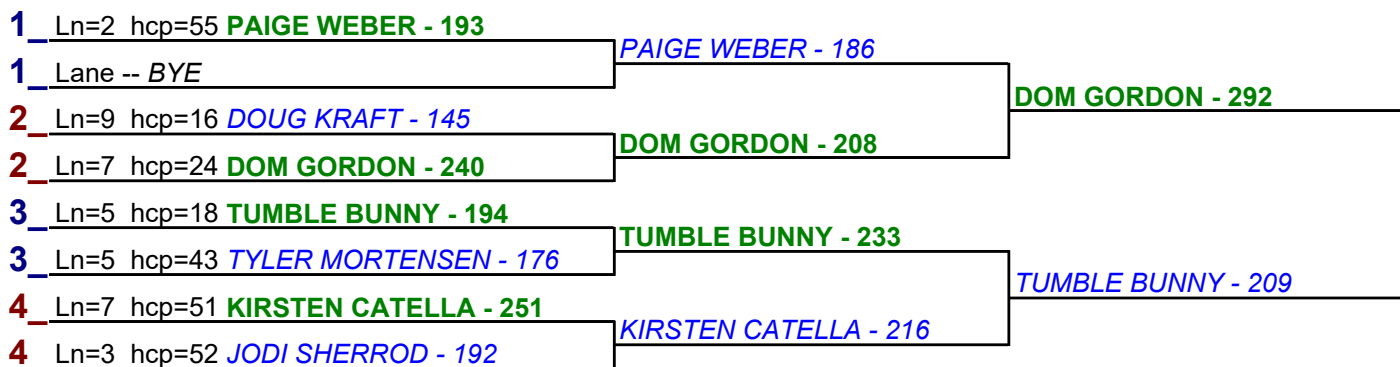 1_ Ln=2 hcp=55 PAIGE WEBER - 193
PAIGE WEBER - 186
1_ Lane -- BYE
DOM GORDON - 292
2_ Ln=9 hcp=16 DOUG KRAFT - 145
DOM GORDON - 208
2_ Ln=7 hcp=24 DOM GORDON - 240
3_ Ln=5 hcp=18 TUMBLE BUNNY - 194
TUMBLE BUNNY - 233
3_ Ln=5 hcp=43 TYLER MORTENSEN - 176
TUMBLE BUNNY - 209
4_ Ln=7 hcp=51 KIRSTEN CATELLA - 251
KIRSTEN CATELLA - 216
4 Ln=3 hcp=52 JODI SHERROD - 192